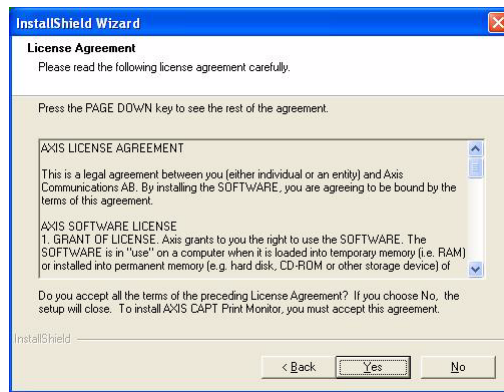 InstallShield Wizard
License Agreement
Please read the following license agreement carefully.
Press the PAGE DOWN key to see the rest of the agreement.
AXIS LICENSE AGREEMENT
This is a legal agreement between you (either individual or an entity) and Axis
Communications AB. By installing the SOFTWARE, you are agreeing to be bound by the
terms of this agreement.
AXIS SOFTWARE LICENSE
1. GRANT OF LICENSE. Axis grants to you the right to use the SOFTWARE. The
SOFTWARE is in "use" on a computer when it is loaded into temporary memory (i.e. RAM)
or installed into permanent memory (e.g. hard disk, CD-ROM or other storage device) of
Do you accept all the terms of the preceding License Agreement? If you choose No, the
setup will close. To install AXIS CAPT Print Monitor, you must accept this agreement.
InstallShield
< Back Yes No